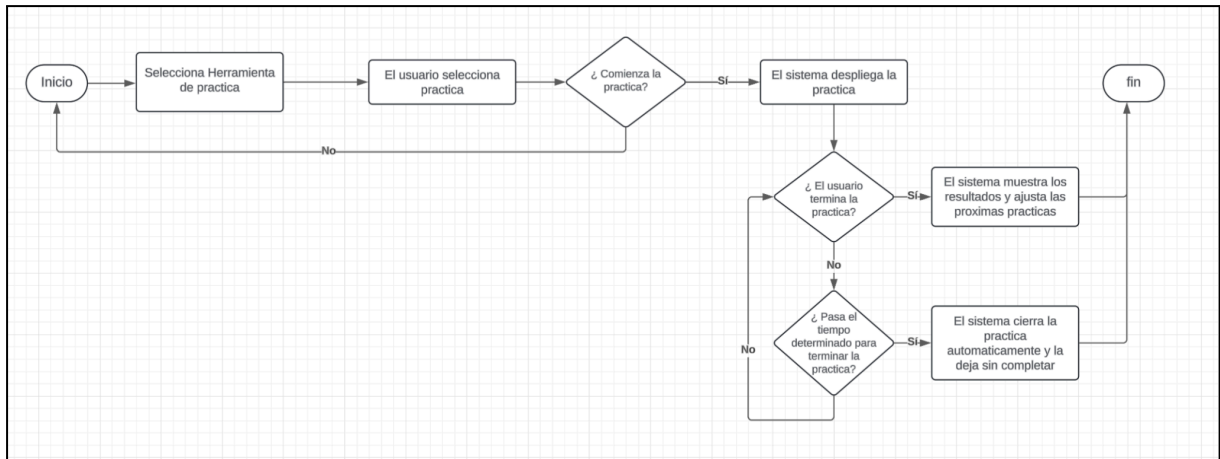 Inicio
Selecciona Herramienta
de practica
El usuario selecciona
practica
¿ Comienza la
practica?
Sí
El sistema despliega la
practica
fin
No
¿ El usuario
termina la
practica?
Sí
El sistema muestra los
resultados y ajusta las
proximas practicas
No
¿ Pasa el
tiempo
determinado para
terminar la
practica?
Sí
El sistema cierra la
practica
automaticamente y la
deja sin completar
No